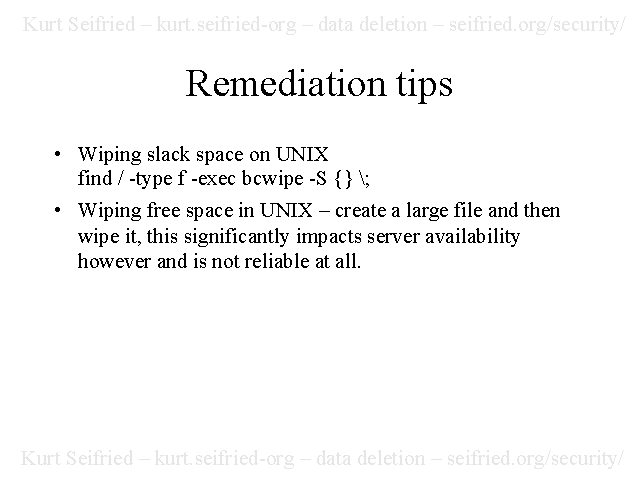 Kurt Seifried – kurt.seifried-org – data deletion – seifried.org/security/
Remediation tips
• Wiping slack space on UNIX
find / -type f -exec bcwipe -S {} \;
• Wiping free space in UNIX – create a large file and then
wipe it, this significantly impacts server availability
however and is not reliable at all.
Kurt Seifried – kurt.seifried-org – data deletion – seifried.org/security/